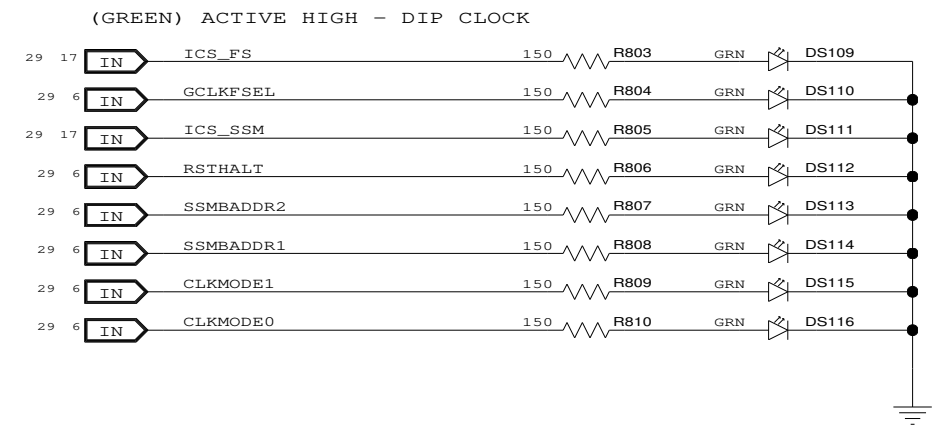 (GREEN) ACTIVE HIGH – DIP CLOCK
29 17 IN ICS_FS 150 R803 GRN DS109
29 6 IN GCLKFSEL 150 R804 GRN DS110
29 17 IN ICS_SSM 150 R805 GRN DS111
29 6 IN RSTHALT 150 R806 GRN DS112
29 6 IN SSMBADDR2 150 R807 GRN DS113
29 6 IN SSMBADDR1 150 R808 GRN DS114
29 6 IN CLKMODE1 150 R809 GRN DS115
29 6 IN CLKMODE0 150 R810 GRN DS116